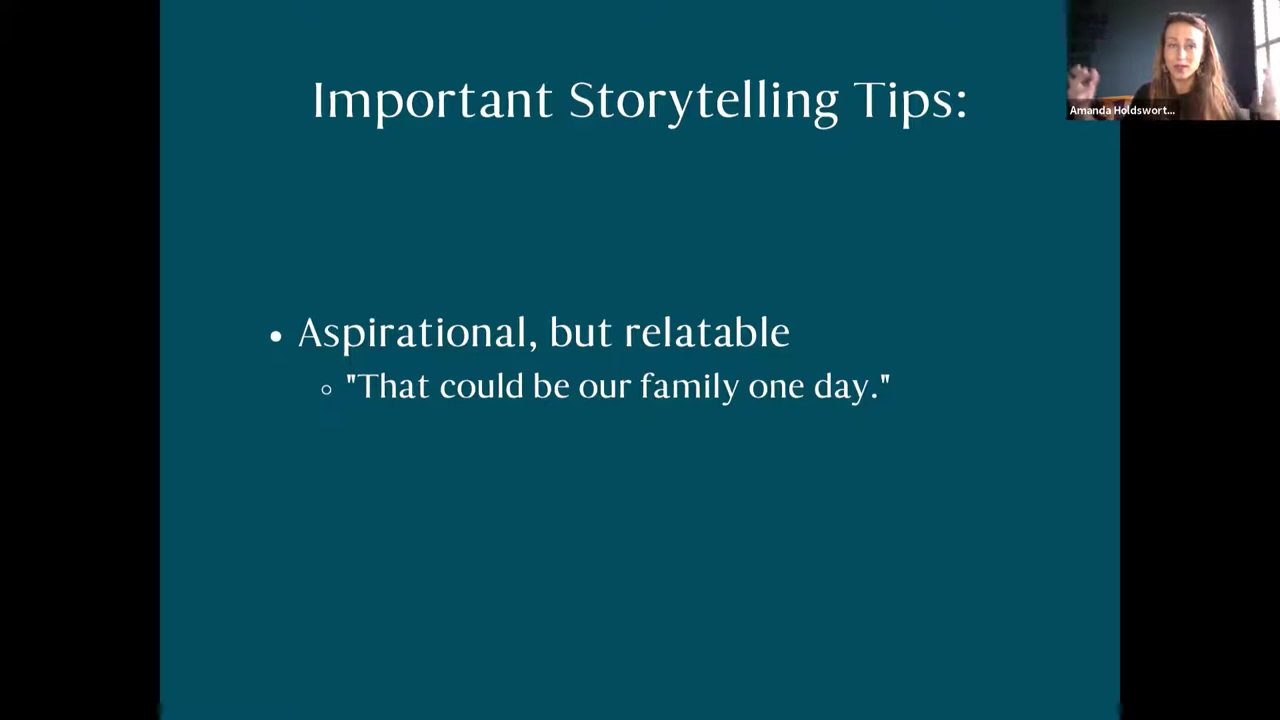 Important Storytelling Tips:
Amanda Holdswort...
• Aspirational, but relatable
◦ "That could be our family one day."